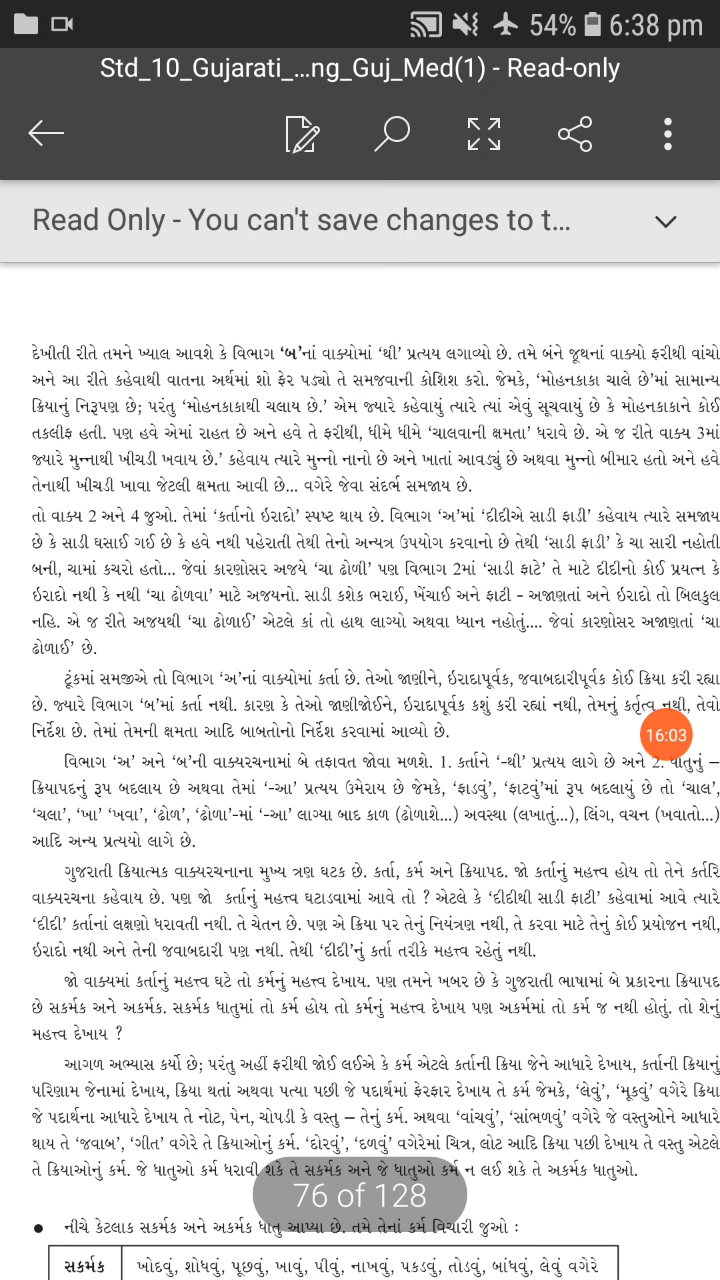 54% 6:38 pm
Std_10_Gujarati_...ng_Guj_Med(1) - Read-only
Read Only - You can't save changes to t...
દેખીતી રીતે તમને ખ્યાલ આવશે કે વિભાગ ‘બ’નાં વાક્યોમાં ‘થી’ પ્રત્યય લગાવ્યો છે. તમે બંને જૂથનાં વાક્યો ફરીથી વાંચો
અને આ રીતે કહેવાથી વાતના અર્થમાં શો ફેર પડ્યો તે સમજવાની કોશિશ કરો. જેમકે, ‘મોહનકાકા ચાલે છે’માં સામાન્ય
ક્રિયાનું નિરૂપણ છે; પરંતુ ‘મોહનકાકાથી ચલાય છે.’ એમ જ્યારે કહેવાયું ત્યારે ત્યાં એવું સૂચવાયું છે કે મોહનકાકાને કોઈ
તકલીફ હતી. પણ હવે એમાં રાહત છે અને હવે તે ફરીથી, ધીમે ધીમે ‘ચાલવાની ક્ષમતા’ ધરાવે છે. એ જ રીતે વાક્ય 3માં
જ્યારે મુન્નાથી ખીચડી ખવાય છે.’ કહેવાય ત્યારે મુન્નો નાનો છે અને ખાતાં આવડ્યું છે અથવા મુન્નો બીમાર હતો અને હવે
તેનાથી ખીચડી ખાવા જેટલી ક્ષમતા આવી છે... વગેરે જેવા સંદર્ભ સમજાય છે.
તો વાક્ય 2 અને 4 જુઓ. તેમાં ‘કર્તાનો ઇરાદો’ સ્પષ્ટ થાય છે. વિભાગ ‘અ’માં ‘દીદીએ સાડી ફાડી’ કહેવાય ત્યારે સમજાય
છે કે સાડી ઘસાઈ ગઈ છે કે હવે નથી પહેરાતી તેથી તેનો અન્યત્ર ઉપયોગ કરવાનો છે તેથી ‘સાડી ફાડી’ કે ચા સારી નહોતી
બની, ચામાં કચરો હતો... જેવાં કારણોસર અજયે ‘ચા ઢોળી’ પણ વિભાગ 2માં ‘સાડી ફાટે’ તે માટે દીદીનો કોઈ પ્રયત્ન કે
ઇરાદો નથી કે નથી ‘ચા ઢોળવા’ માટે અજયનો. સાડી કશેક ભરાઈ, ખેંચાઈ અને ફાટી - અજાણતાં અને ઇરાદો તો બિલકુલ
નહિ. એ જ રીતે અજયથી ‘ચા ઢોળાઈ’ એટલે કાં તો હાથ લાગ્યો અથવા ધ્યાન નહોતું.... જેવાં કારણોસર અજાણતાં ‘ચા
ઢોળાઈ’ છે.
ટૂંકમાં સમજીએ તો વિભાગ ‘અ’નાં વાક્યોમાં કર્તા છે. તેઓ જાણીને, ઇરાદાપૂર્વક, જવાબદારીપૂર્વક કોઈ ક્રિયા કરી રહ્યા
છે. જ્યારે વિભાગ ‘બ’માં કર્તા નથી. કારણ કે તેઓ જાણીજોઈને, ઇરાદાપૂર્વક કશું કરી રહ્યાં નથી, તેમનું કર્તૃત્વ નથી, તેવો
નિર્દેશ છે. તેમાં તેમની ક્ષમતા આદિ બાબતોનો નિર્દેશ કરવામાં આવ્યો છે.
16:03
વિભાગ ‘અ’ અને ‘બ’ની વાક્યરચનામાં બે તફાવત જોવા મળશે. 1. કર્તાને ‘-થી’ પ્રત્યય લાગે છે અને 2. ધાતુનું –
ક્રિયાપદનું રૂપ બદલાય છે અથવા તેમાં ‘-આ’ પ્રત્યય ઉમેરાય છે જેમકે, ‘ફાડવું’, ‘ફાટવું’માં રૂપ બદલાયું છે તો ‘ચાલ’,
‘ચલા’, ‘ખા’ ‘ખવા’, ‘ઢોળ’, ‘ઢોળા’-માં ‘-આ’ લાગ્યા બાદ કાળ (ઢોળાશે...) અવસ્થા (લખાતું...), લિંગ, વચન (ખવાતો...)
આદિ અન્ય પ્રત્યયો લાગે છે.
ગુજરાતી ક્રિયાત્મક વાક્યરચનાના મુખ્ય ત્રણ ઘટક છે. કર્તા, કર્મ અને ક્રિયાપદ. જો કર્તાનું મહત્ત્વ હોય તો તેને કર્તરિ
વાક્યરચના કહેવાય છે. પણ જો કર્તાનું મહત્ત્વ ઘટાડવામાં આવે તો ? એટલે કે ‘દીદીથી સાડી ફાટી’ કહેવામાં આવે ત્યારે
‘દીદી’ કર્તાનાં લક્ષણો ધરાવતી નથી. તે ચેતન છે. પણ એ ક્રિયા પર તેનું નિયંત્રણ નથી, તે કરવા માટે તેનું કોઈ પ્રયોજન નથી,
ઇરાદો નથી અને તેની જવાબદારી પણ નથી. તેથી ‘દીદી’નું કર્તા તરીકે મહત્ત્વ રહેતું નથી.
જો વાક્યમાં કર્તાનું મહત્ત્વ ઘટે તો કર્મનું મહત્ત્વ દેખાય. પણ તમને ખબર છે કે ગુજરાતી ભાષામાં બે પ્રકારના ક્રિયાપદ
છે સકર્મક અને અકર્મક. સકર્મક ધાતુમાં તો કર્મ હોય તો કર્મનું મહત્ત્વ દેખાય પણ અકર્મમાં તો કર્મ જ નથી હોતું. તો શેનું
મહત્ત્વ દેખાય ?
આગળ અભ્યાસ કર્યો છે; પરંતુ અહીં ફરીથી જોઈ લઈએ કે કર્મ એટલે કર્તાની ક્રિયા જેને આધારે દેખાય, કર્તાની ક્રિયાનું
પરિણામ જેનામાં દેખાય, ક્રિયા થતાં અથવા પત્યા પછી જે પદાર્થમાં ફેરફાર દેખાય તે કર્મ જેમકે, ‘લેવું’, ‘મૂકવું’ વગેરે ક્રિયા
જે પદાર્થના આધારે દેખાય તે નોટ, પેન, ચોપડી કે વસ્તુ – તેનું કર્મ. અથવા ‘વાંચવું’, ‘સાંભળવું’ વગેરે જે વસ્તુઓને આધારે
થાય તે ‘જવાબ’, ‘ગીત’ વગેરે તે ક્રિયાઓનું કર્મ. ‘દોરવું’, ‘દળવું’ વગેરેમાં ચિત્ર, લોટ આદિ ક્રિયા પછી દેખાય તે વસ્તુ એટલે
તે ક્રિયાઓનું કર્મ. જે ધાતુઓ કર્મ ધરાવી શકે તે સકર્મક અને જે ધાતુઓ કર્મ ન લઈ શકે તે અકર્મક ધાતુઓ.
76 of 128
● નીચે કેટલાક સકર્મક અને અકર્મક ધાતુ આપ્યા છે. તમે તેનાં કર્મ વિચારી જુઓ :
સકર્મક ખોદવું, શોધવું, પૂછવું, ખાવું, પીવું, નાખવું, પકડવું, તોડવું, બાંધવું, લેવું વગેરે